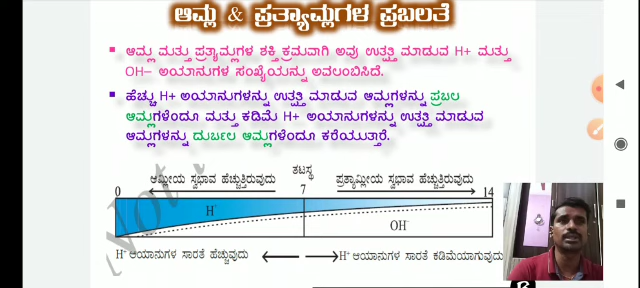 ಆಮ್ಲ & ಪ್ರತ್ಯಾಮ್ಲಗಳ ಪ್ರಬಲತೆ
ಆಮ್ಲ ಮತ್ತು ಪ್ರತ್ಯಾಮ್ಲಗಳ ಶಕ್ತಿ ಕ್ರಮವಾಗಿ ಅವು ಉತ್ಪತ್ತಿ ಮಾಡುವ H+ ಮತ್ತು
OH− ಅಯಾನುಗಳ ಸಂಖ್ಯೆಯನ್ನು ಅವಲಂಬಿಸಿದೆ.
ಹೆಚ್ಚು H+ ಅಯಾನುಗಳನ್ನು ಉತ್ಪತ್ತಿ ಮಾಡುವ ಆಮ್ಲಗಳನ್ನು ಪ್ರಬಲ
ಆಮ್ಲಗಳೆಂದೂ ಮತ್ತು ಕಡಿಮೆ H+ ಅಯಾನುಗಳನ್ನು ಉತ್ಪತ್ತಿ ಮಾಡುವ
ಆಮ್ಲಗಳನ್ನು ದುರ್ಬಲ ಆಮ್ಲಗಳೆಂದೂ ಕರೆಯುತ್ತಾರೆ.
ತಟಸ್ಥ
ಆಮ್ಲೀಯ ಸ್ವಭಾವ ಹೆಚ್ಚುತ್ತಿರುವುದು ಪ್ರತ್ಯಾಮ್ಲೀಯ ಸ್ವಭಾವ ಹೆಚ್ಚುತ್ತಿರುವುದು
0 7 14
H⁺
OH⁻
H⁺ ಅಯಾನುಗಳ ಸಾರತೆ ಹೆಚ್ಚುವುದು H⁺ ಅಯಾನುಗಳ ಸಾರತೆ ಕಡಿಮೆಯಾಗುವುದು